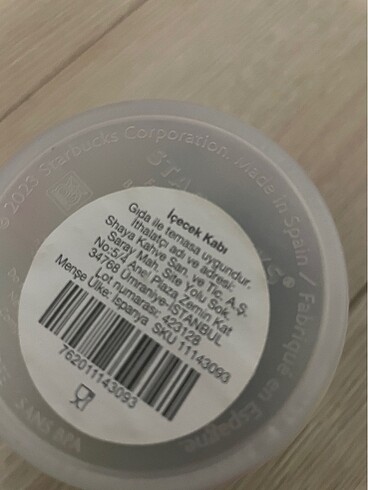 © 2023 Starbucks Corporation. Made in Spain / Fabriqué en Espagne
SANS BPA
İçecek Kabı
Gıda ile temasa uygundur.
İthalatçı adı ve adresi:
Shaya Kahve San. ve Tic. A.Ş.
Saray Mah. Site Yolu Sok.
No:5/4 Anel Plaza Zemin Kat
34768 Ümraniye-İSTANBUL
Lot numarası: 423128
Menşe Ülke: İspanya SKU 11143093
762011143093